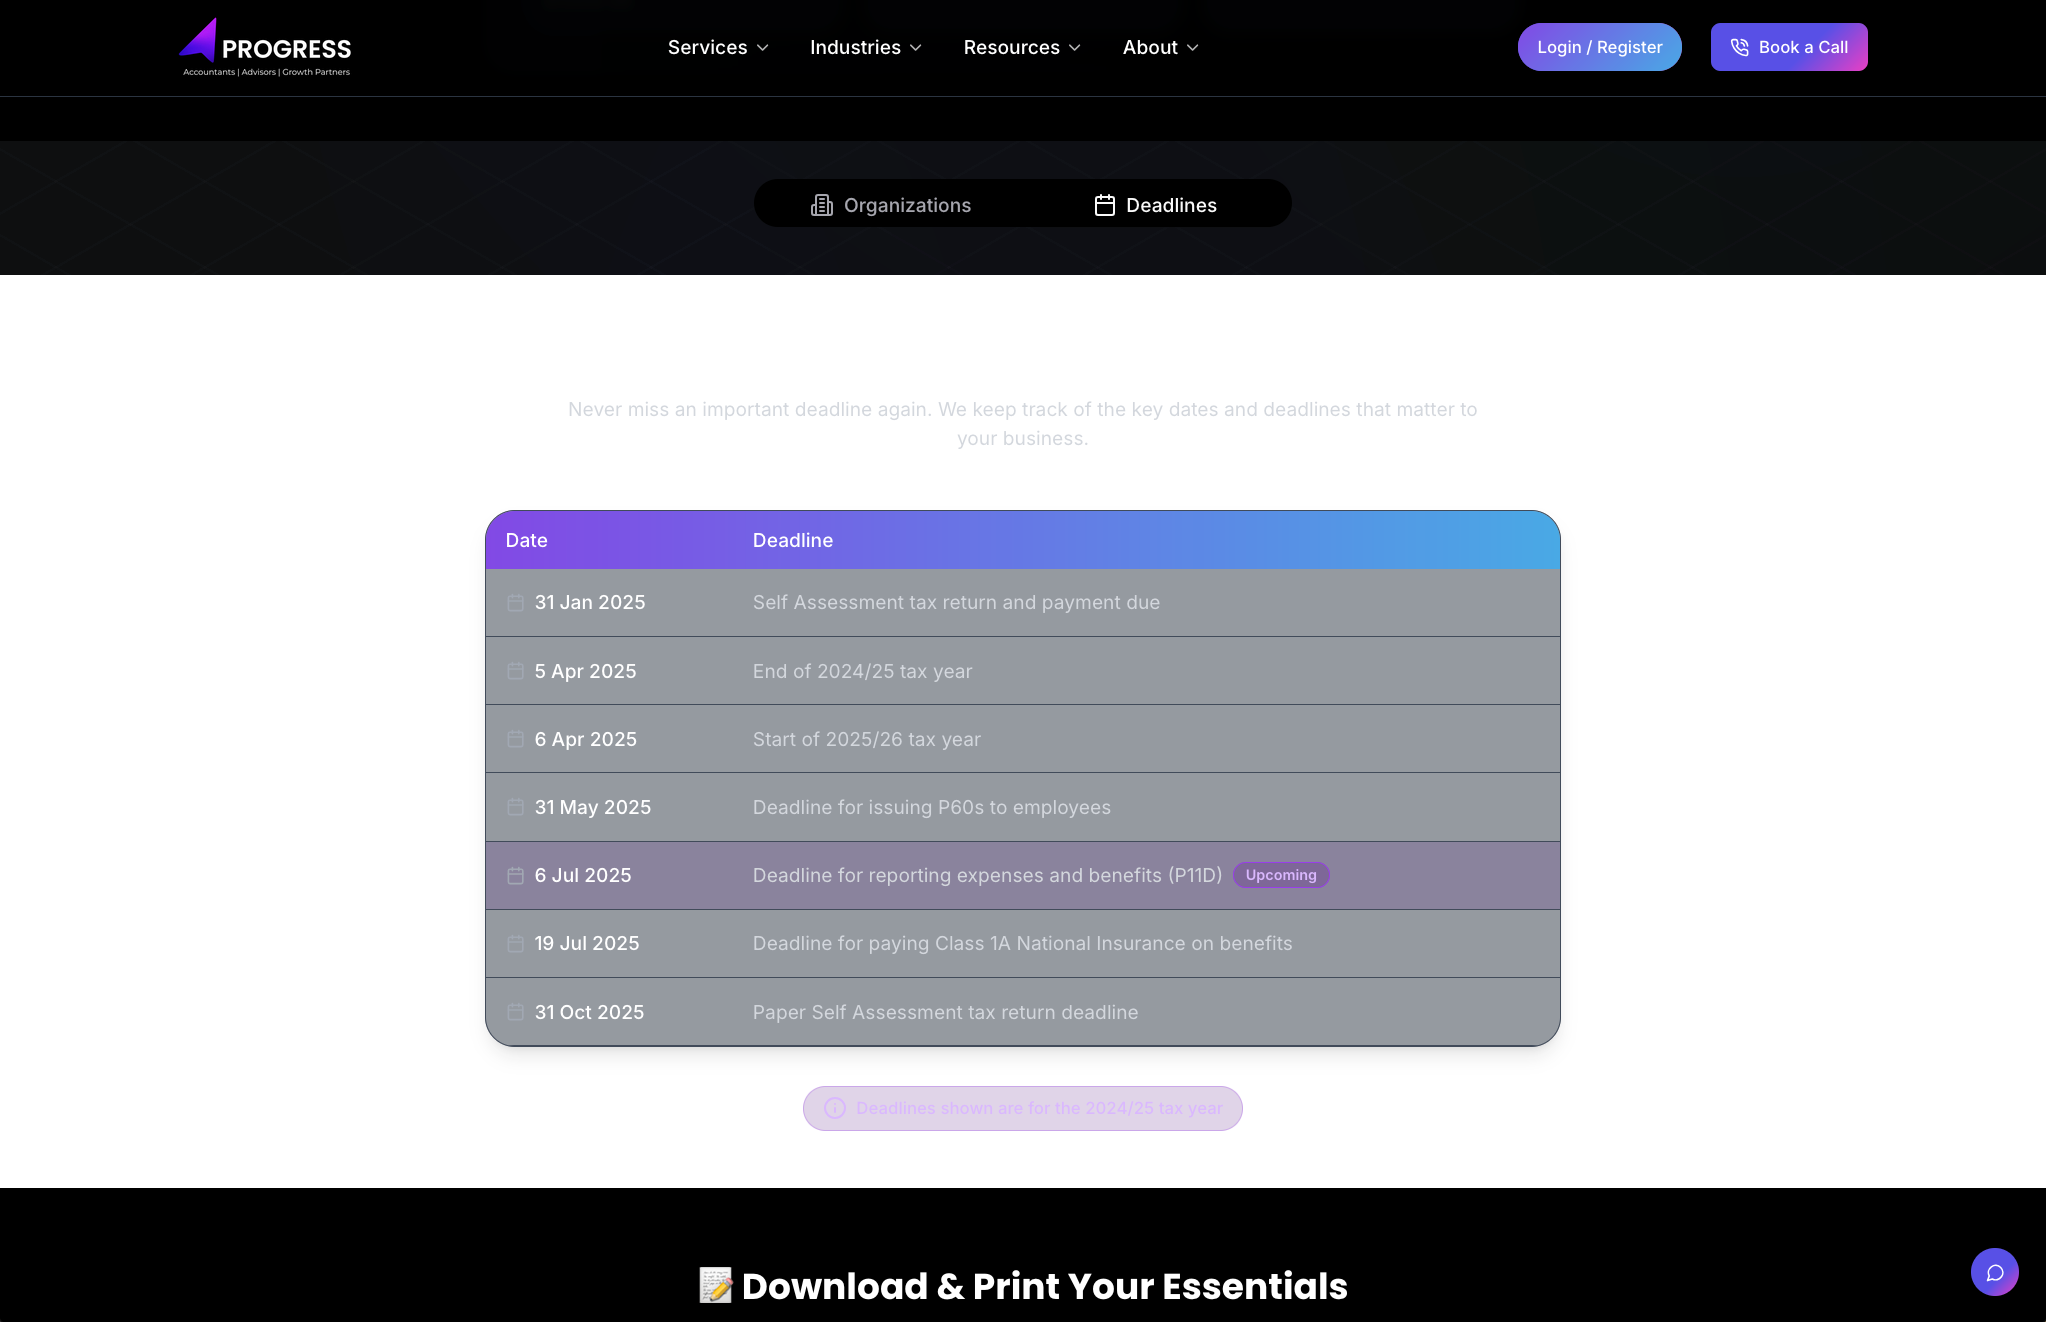 PROGRESS
Accountants | Advisors | Growth Partners
Services
Industries
Resources
About
Login / Register
Book a Call
Organizations
Deadlines
Never miss an important deadline again. We keep track of the key dates and deadlines that matter to
your business.
Date Deadline
31 Jan 2025 Self Assessment tax return and payment due
5 Apr 2025 End of 2024/25 tax year
6 Apr 2025 Start of 2025/26 tax year
31 May 2025 Deadline for issuing P60s to employees
6 Jul 2025 Deadline for reporting expenses and benefits (P11D) Upcoming
19 Jul 2025 Deadline for paying Class 1A National Insurance on benefits
31 Oct 2025 Paper Self Assessment tax return deadline
Deadlines shown are for the 2024/25 tax year
Download & Print Your Essentials